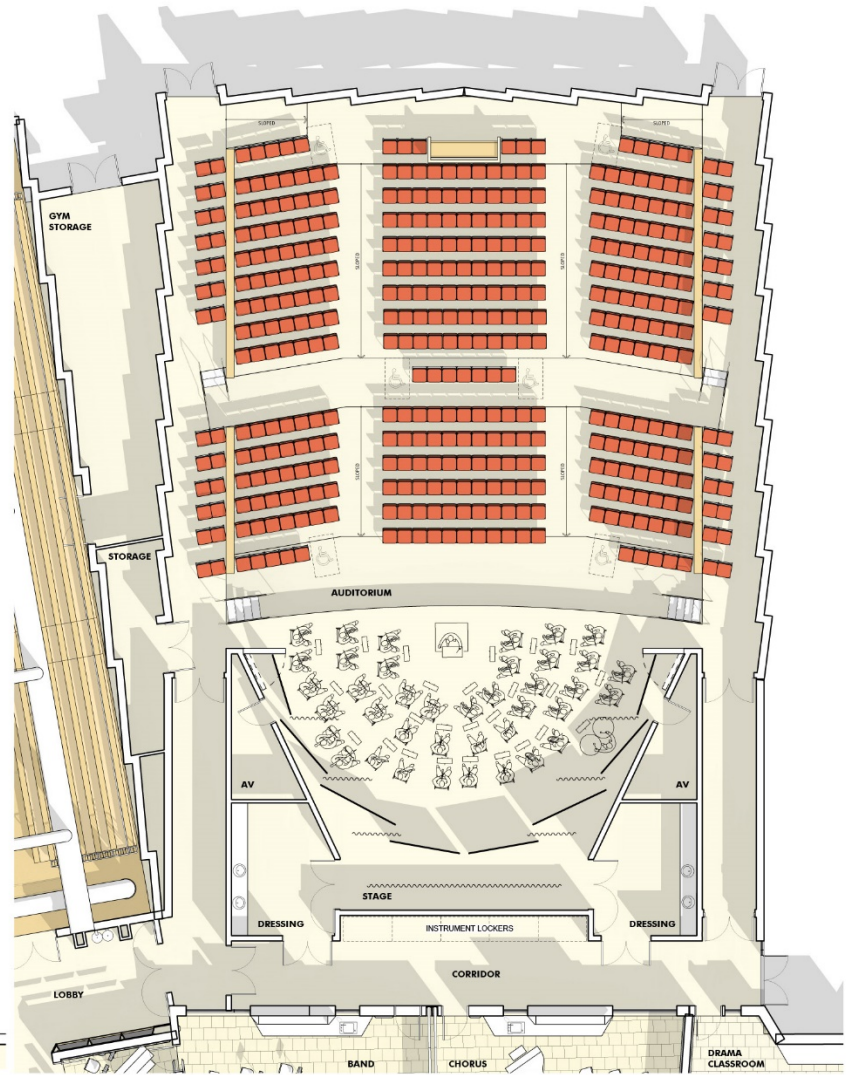 SLOPED
SLOPED
GYM
STORAGE
SLOPED
SLOPED
SLOPED
SLOPED
STORAGE
AUDITORIUM
AV
AV
STAGE
DRESSING
INSTRUMENT LOCKERS
DRESSING
CORRIDOR
LOBBY
BAND
CHORUS
DRAMA
CLASSROOM